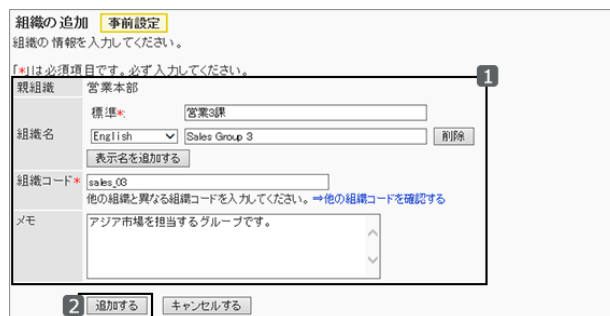 組織の追加 事前設定
組織の情報を入力してください。
「*」は必須項目です。必ず入力してください。
1
親組織 営業本部
組織名 標準*: 営業3課
English Sales Group 3 削除
表示名を追加する
組織コード* sales_03
他の組織と異なる組織コードを入力してください。⇒他の組織コードを確認する
メモ アジア市場を担当するグループです。
2 追加する キャンセルする